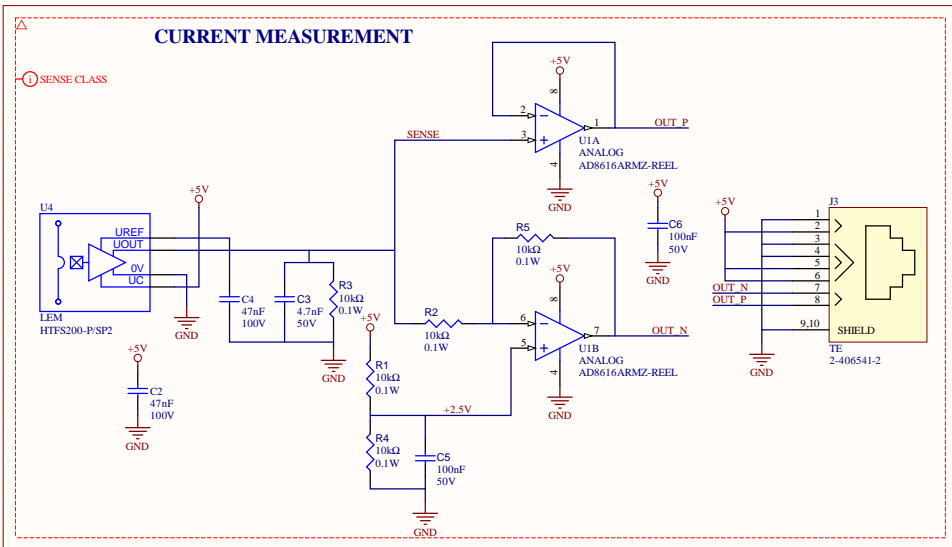 CURRENT MEASUREMENT
i SENSE CLASS
+5V
8
2
1
OUT_P
3
SENSE
U1A
ANALOG
AD8616ARMZ-REEL
4
GND
+5V
C6
100nF
50V
GND
U4
+5V
UREF
UOUT
0V
UC
LEM
HTFS200-P/SP2
GND
C4
47nF
100V
C3
4.7nF
50V
R3
10kΩ
0.1W
GND
+5V
C2
47nF
100V
GND
+5V
R1
10kΩ
0.1W
+2.5V
R4
10kΩ
0.1W
C5
100nF
50V
GND
R2
10kΩ
0.1W
R5
10kΩ
0.1W
+5V
8
6
7
OUT_N
5
U1B
ANALOG
AD8616ARMZ-REEL
4
GND
+5V
J3
1
2
3
4
5
6
OUT_N 7
OUT_P 8
9,10 SHIELD
TE
2-406541-2
GND